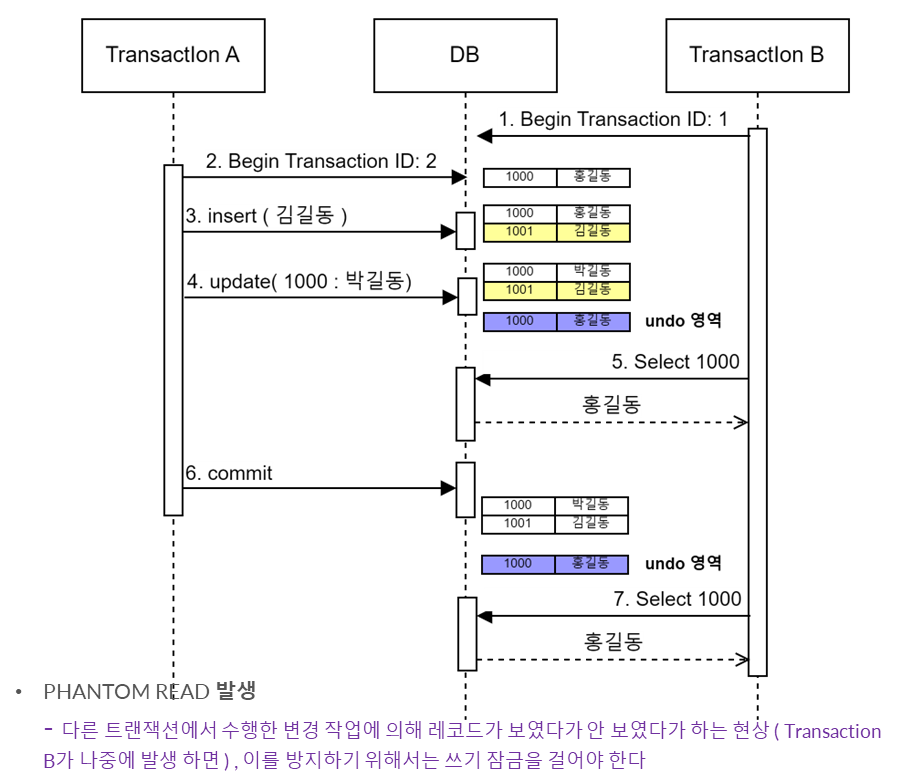 TransactIon A
DB
TransactIon B
1. Begin Transaction ID: 1
2. Begin Transaction ID: 2
1000 홍길동
3. insert ( 김길동 )
1000 홍길동
1001 김길동
4. update( 1000 : 박길동)
1000 박길동
1001 김길동
1000 홍길동 undo 영역
5. Select 1000
홍길동
6. commit
1000 박길동
1001 김길동
1000 홍길동 undo 영역
7. Select 1000
홍길동
• PHANTOM READ 발생
- 다른 트랜잭션에서 수행한 변경 작업에 의해 레코드가 보였다가 안 보였다가 하는 현상 ( Transaction
B가 나중에 발생 하면 ) , 이를 방지하기 위해서는 쓰기 잠금을 걸어야 한다